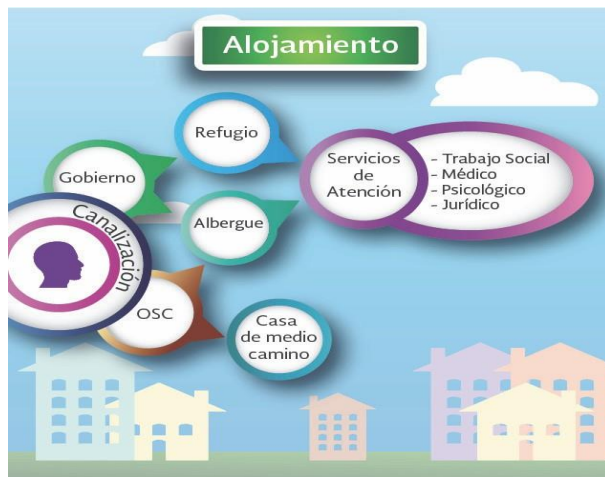 Alojamiento
Refugio
Gobierno
Servicios
de
Atención
- Trabajo Social
- Médico
- Psicológico
- Jurídico
Albergue
Canalización
OSC
Casa
de medio
camino